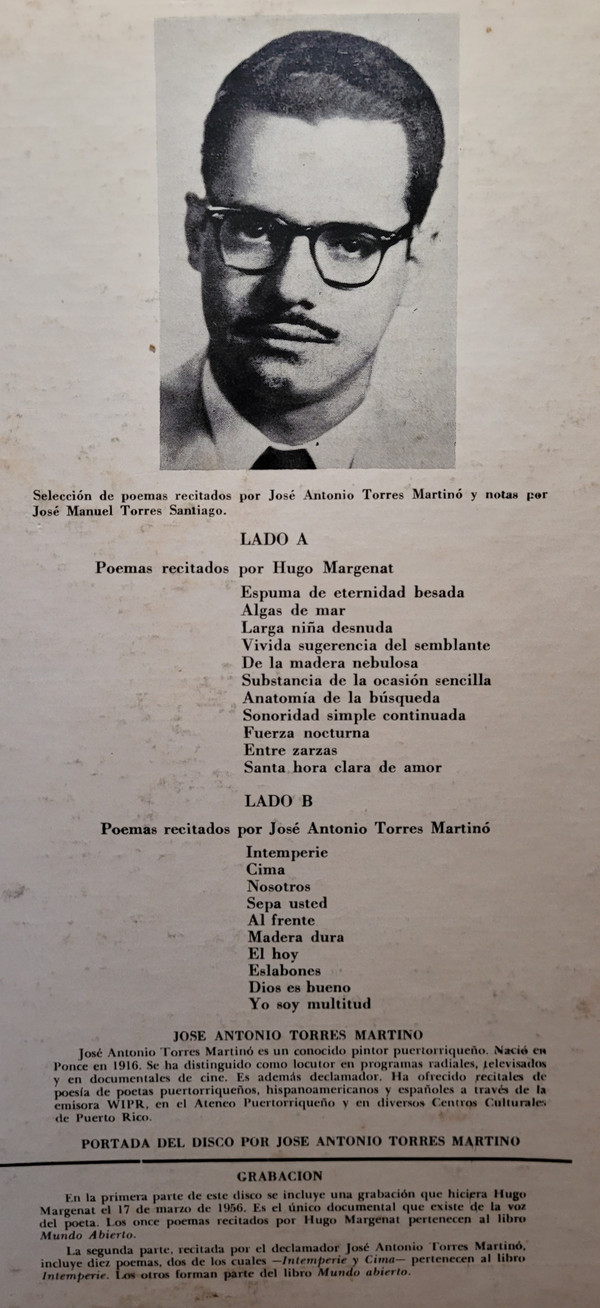 Selección de poemas recitados por José Antonio Torres Martinó y notas por
José Manuel Torres Santiago.
LADO A
Poemas recitados por Hugo Margenat
Espuma de eternidad besada
Algas de mar
Larga niña desnuda
Vivida sugerencia del semblante
De la madera nebulosa
Substancia de la ocasión sencilla
Anatomía de la búsqueda
Sonoridad simple continuada
Fuerza nocturna
Entre zarzas
Santa hora clara de amor
LADO B
Poemas recitados por José Antonio Torres Martinó
Intemperie
Cima
Nosotros
Sepa usted
Al frente
Madera dura
El hoy
Eslabones
Dios es bueno
Yo soy multitud
JOSE ANTONIO TORRES MARTINO
José Antonio Torres Martinó es un conocido pintor puertorriqueño. Nació en
Ponce en 1916. Se ha distinguido como locutor en programas radiales, televisados
y en documentales de cine. Es además declamador. Ha ofrecido recitales de
poesía de poetas puertorriqueños, hispanoamericanos y españoles a través de la
emisora WIPR, en el Ateneo Puertorriqueño y en diversos Centros Culturales
de Puerto Rico.
PORTADA DEL DISCO POR JOSE ANTONIO TORRES MARTINO
GRABACION
En la primera parte de este disco se incluye una grabación que hiciera Hugo
Margenat el 17 de marzo de 1956. Es el único documental que existe de la voz
del poeta. Los once poemas recitados por Hugo Margenat pertenecen al libro
Mundo Abierto.
La segunda parte, recitada por el declamador José Antonio Torres Martinó,
incluye diez poemas, dos de los cuales —Intemperie y Cima— pertenecen al libro
Intemperie. Los otros forman parte del libro Mundo abierto.